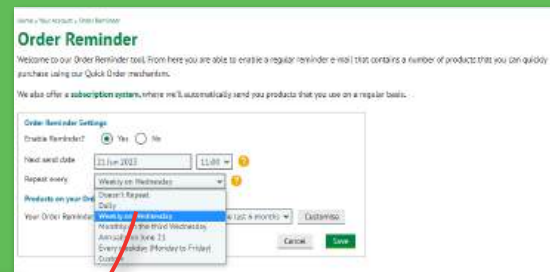 Home > Your Account > Order Reminder
Order Reminder
Welcome to our Order Reminder tool. From here you are able to enable a regular reminder e-mail that contains a number of products that you can quickly
purchase using our Quick Order mechanism.
We also offer a subscription system, where we'll automatically send you products that you use on a regular basis.
Order Reminder Settings
Enable Reminder? Yes No
Next send date 21 Jun 2023 11:00
Repeat every Weekly on Wednesday
Doesn't Repeat
Products on your Ord
Daily
Weekly on Wednesday
Your Order Reminder e last 6 months Customise
Monthly on the third Wednesday
Annually on June 21
Every weekday (Monday to Friday)
Custom
Cancel Save